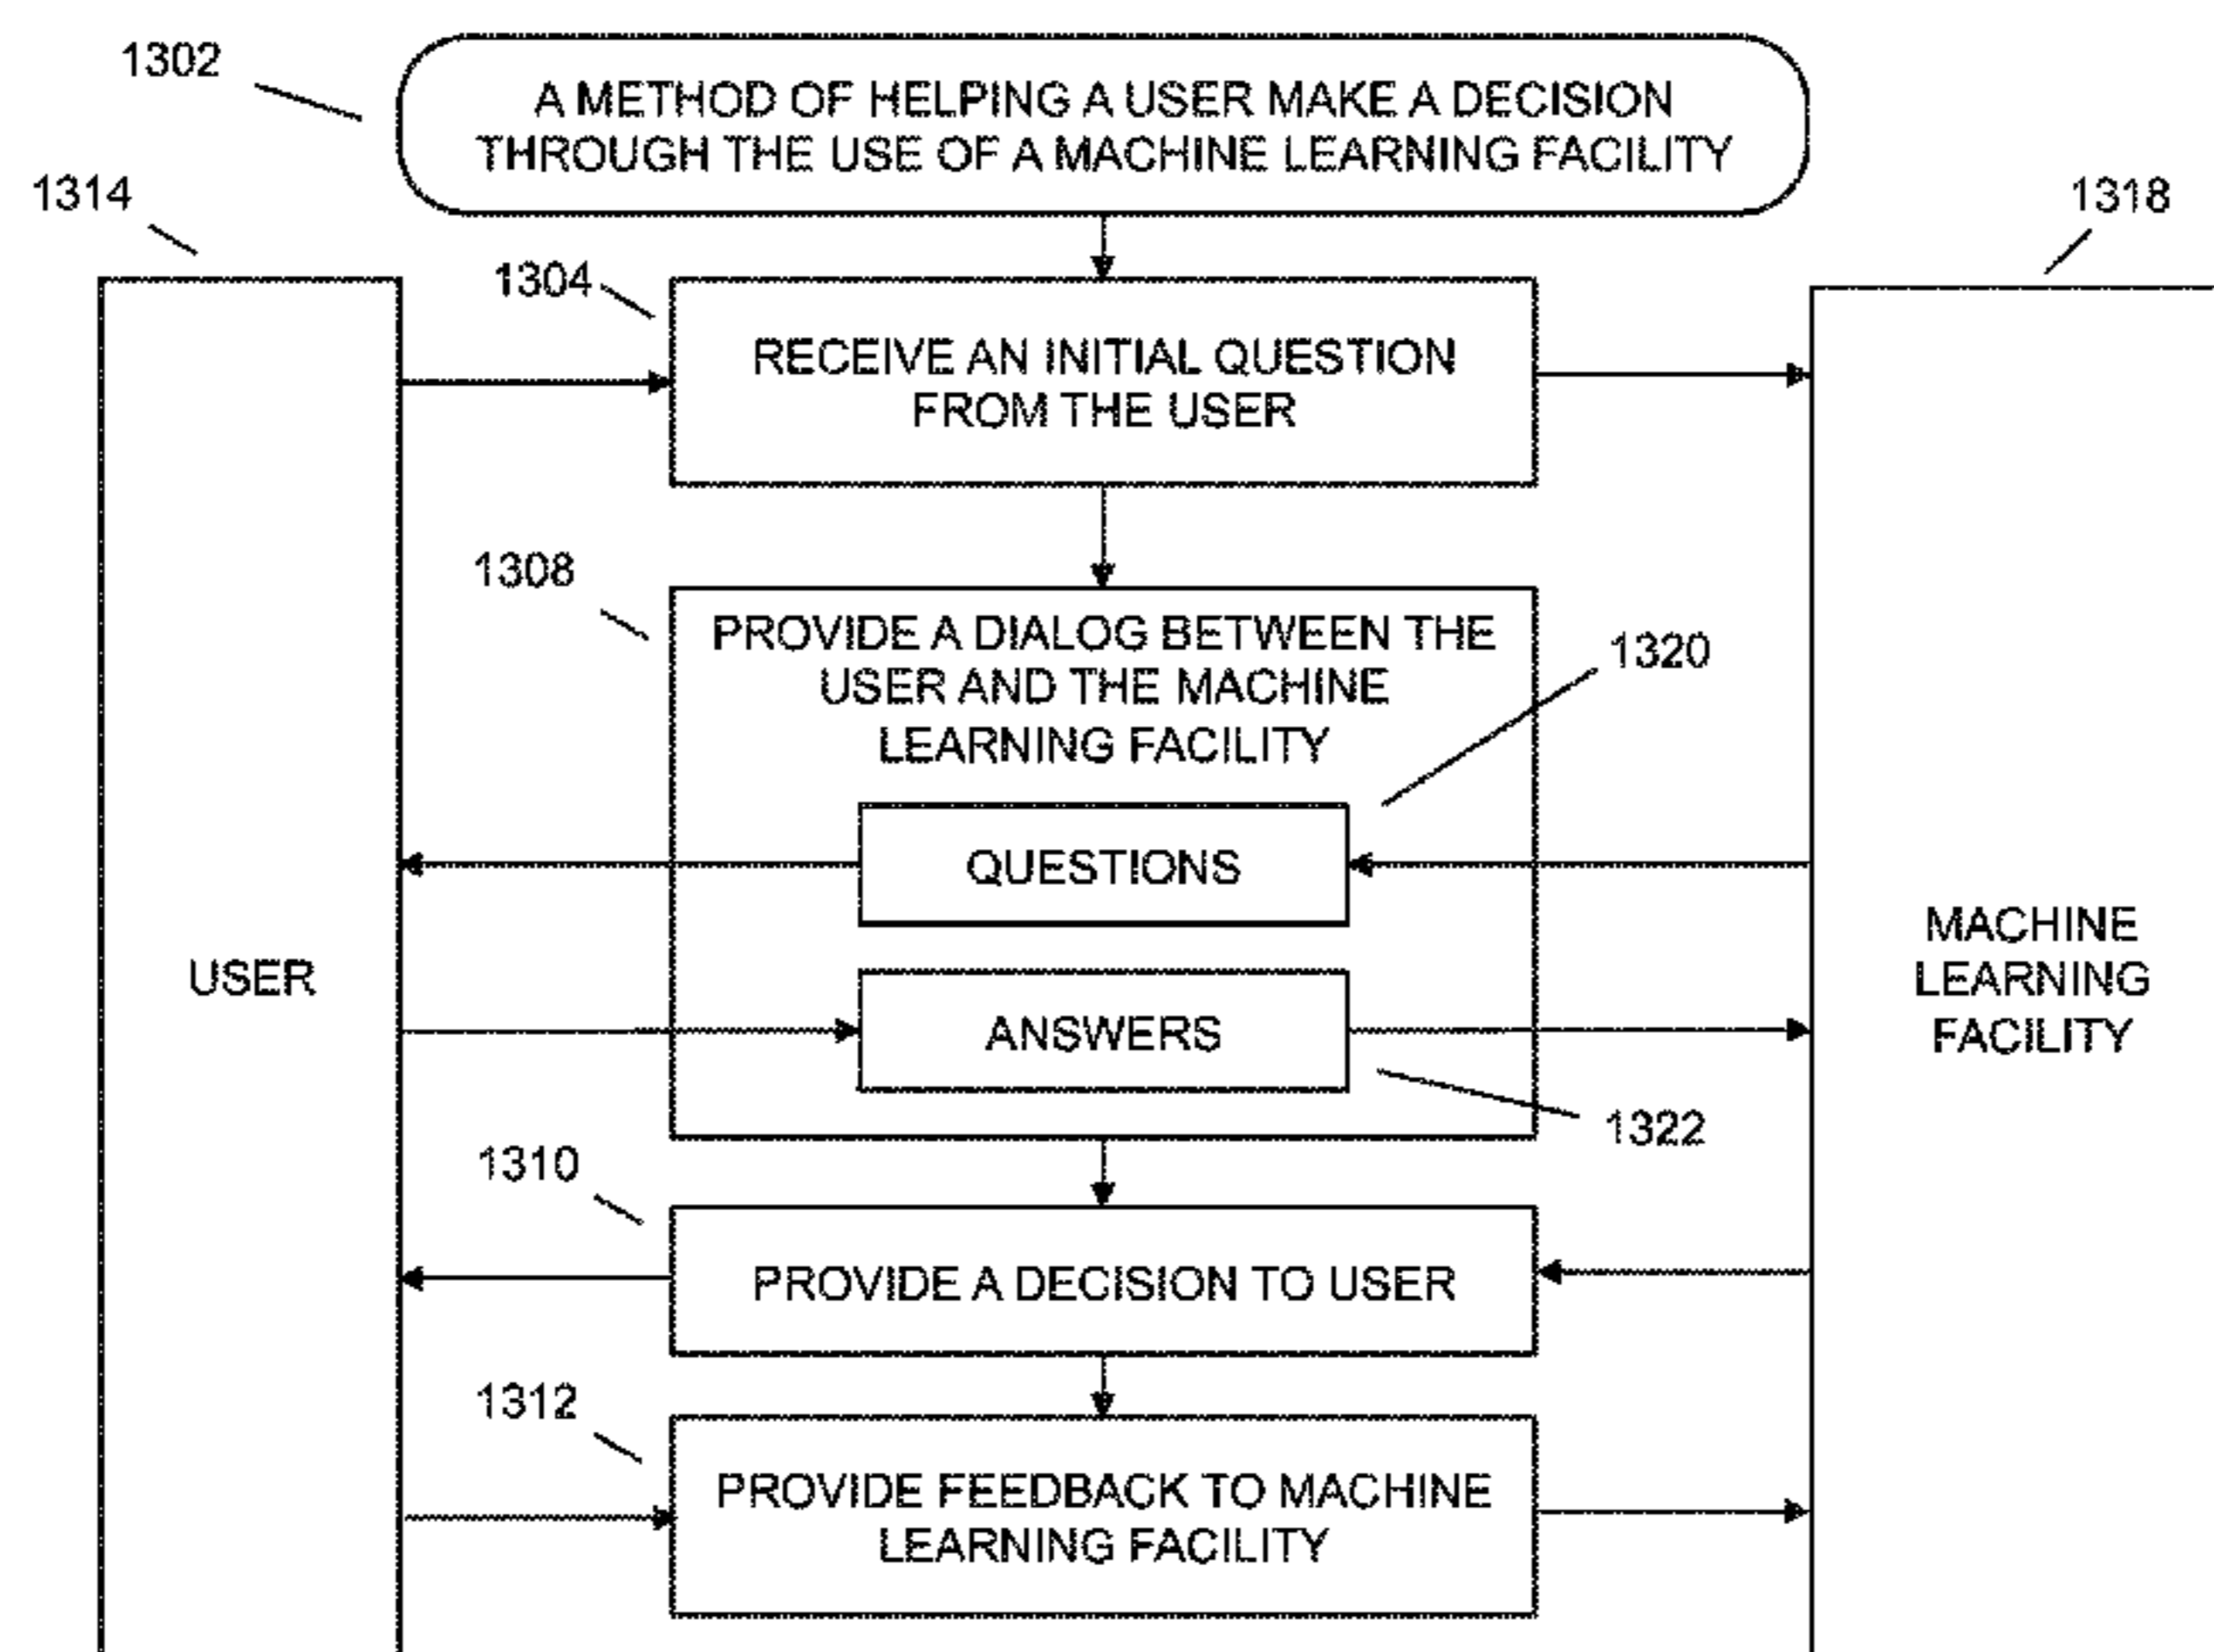 1302
A METHOD OF HELPING A USER MAKE A DECISION
THROUGH THE USE OF A MACHINE LEARNING FACILITY
1314
1318
1304
RECEIVE AN INITIAL QUESTION
FROM THE USER
1308
PROVIDE A DIALOG BETWEEN THE
USER AND THE MACHINE
LEARNING FACILITY
1320
QUESTIONS
USER
MACHINE
LEARNING
FACILITY
ANSWERS
1322
1310
PROVIDE A DECISION TO USER
1312
PROVIDE FEEDBACK TO MACHINE
LEARNING FACILITY